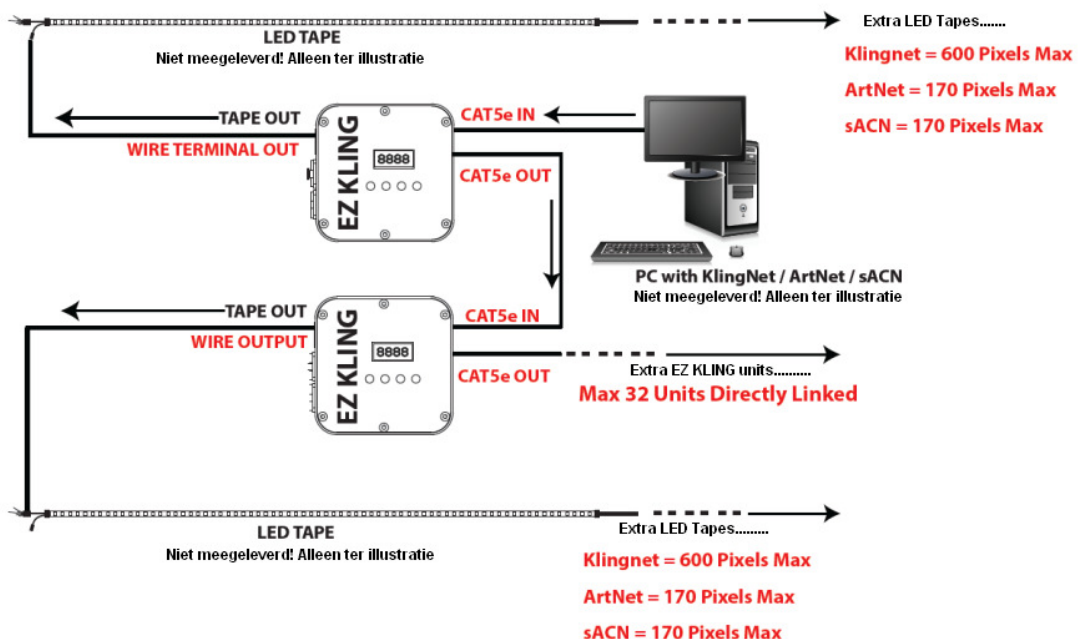 Extra LED Tapes.......
LED TAPE
Niet meegeleverd! Alleen ter illustratie
Klingnet = 600 Pixels Max
ArtNet = 170 Pixels Max
sACN = 170 Pixels Max
TAPE OUT
CAT5e IN
WIRE TERMINAL OUT
EZ KLING
8888
CAT5e OUT
PC with KlingNet / ArtNet / sACN
Niet meegeleverd! Alleen ter illustratie
TAPE OUT
CAT5e IN
WIRE OUTPUT
EZ KLING
8888
CAT5e OUT
Extra EZ KLING units..........
Max 32 Units Directly Linked
LED TAPE
Niet meegeleverd! Alleen ter illustratie
Extra LED Tapes.........
Klingnet = 600 Pixels Max
ArtNet = 170 Pixels Max
sACN = 170 Pixels Max